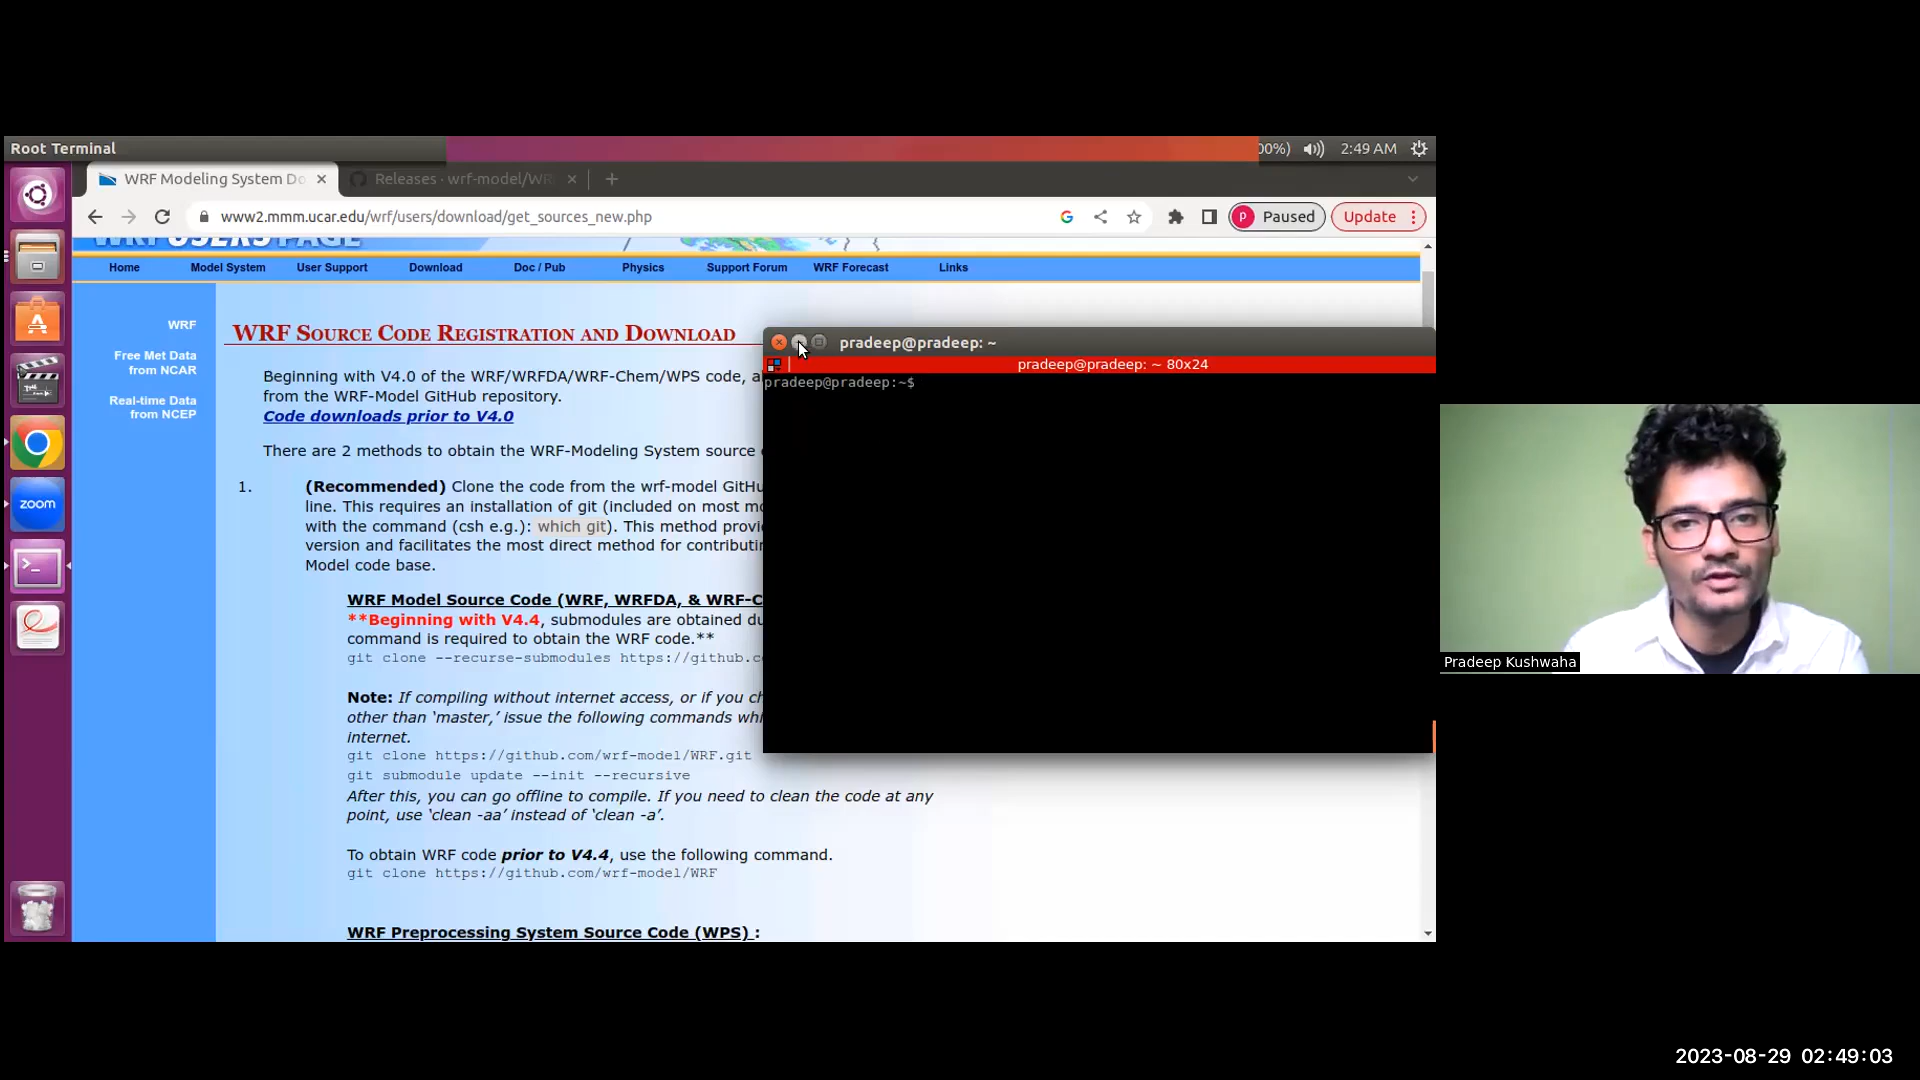 Root Terminal
00%) 2:49 AM
WRF Modeling System Do
Releases · wrf-model/WR
www2.mmm.ucar.edu/wrf/users/download/get_sources_new.php
P Paused
Update
WRF USERS PAGE
Home Model System User Support Download Doc / Pub Physics Support Forum WRF Forecast Links
WRF
Free Met Data
from NCAR
Real-time Data
from NCEP
WRF Source Code Registration and Download
Beginning with V4.0 of the WRF/WRFDA/WRF-Chem/WPS code, a
from the WRF-Model GitHub repository.
Code downloads prior to V4.0
There are 2 methods to obtain the WRF-Modeling System source
1. (Recommended) Clone the code from the wrf-model GitHu
line. This requires an installation of git (included on most mo
with the command (csh e.g.): which git). This method provi
version and facilitates the most direct method for contributin
Model code base.
WRF Model Source Code (WRF, WRFDA, & WRF-C
**Beginning with V4.4, submodules are obtained du
command is required to obtain the WRF code.**
git clone --recurse-submodules https://github.c
Note: If compiling without internet access, or if you ch
other than ‘master,’ issue the following commands whi
internet.
git clone https://github.com/wrf-model/WRF.git
git submodule update --init --recursive
After this, you can go offline to compile. If you need to clean the code at any
point, use ‘clean -aa’ instead of ‘clean -a’.
To obtain WRF code prior to V4.4, use the following command.
git clone https://github.com/wrf-model/WRF
WRF Preprocessing System Source Code (WPS) :
pradeep@pradeep: ~
pradeep@pradeep: ~ 80x24
pradeep@pradeep:~$
zoom
Pradeep Kushwaha
2023-08-29 02:49:03